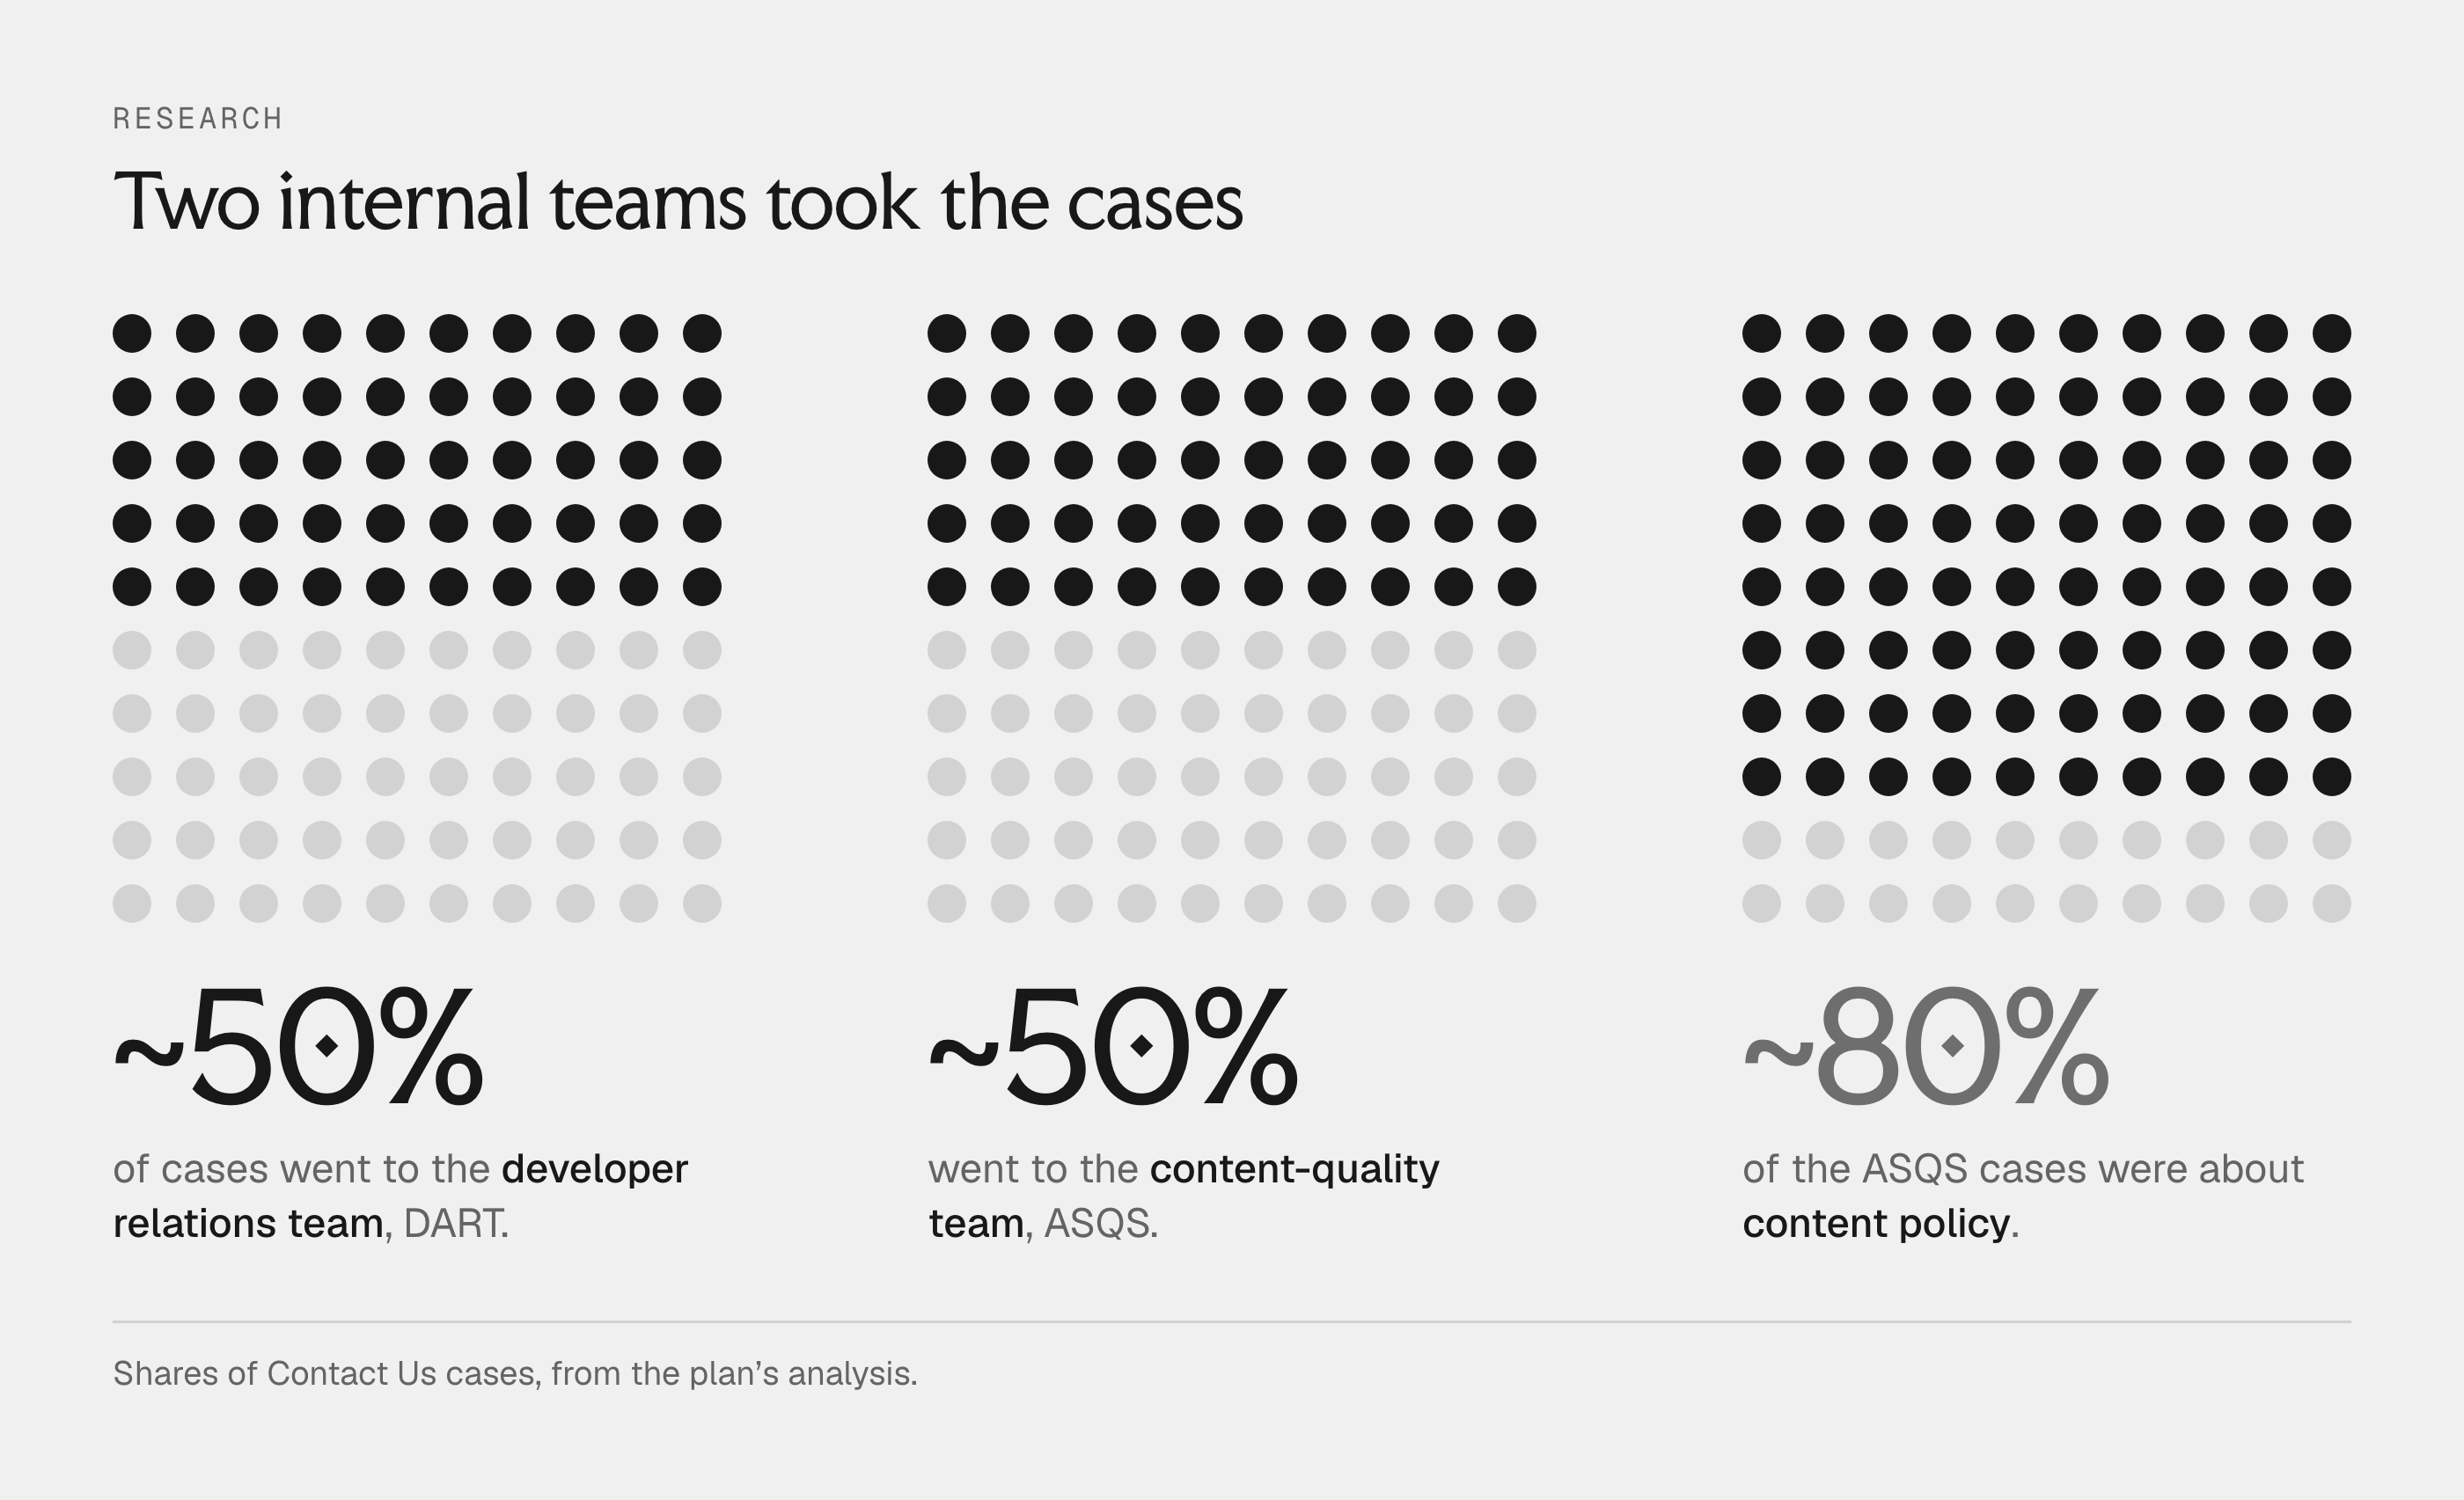 RESEARCH
Two internal teams took the cases
~50%
of cases went to the developer
relations team, DART.
~50%
went to the content-quality
team, ASQS.
~80%
of the ASQS cases were about
content policy.
Shares of Contact Us cases, from the plan’s analysis.